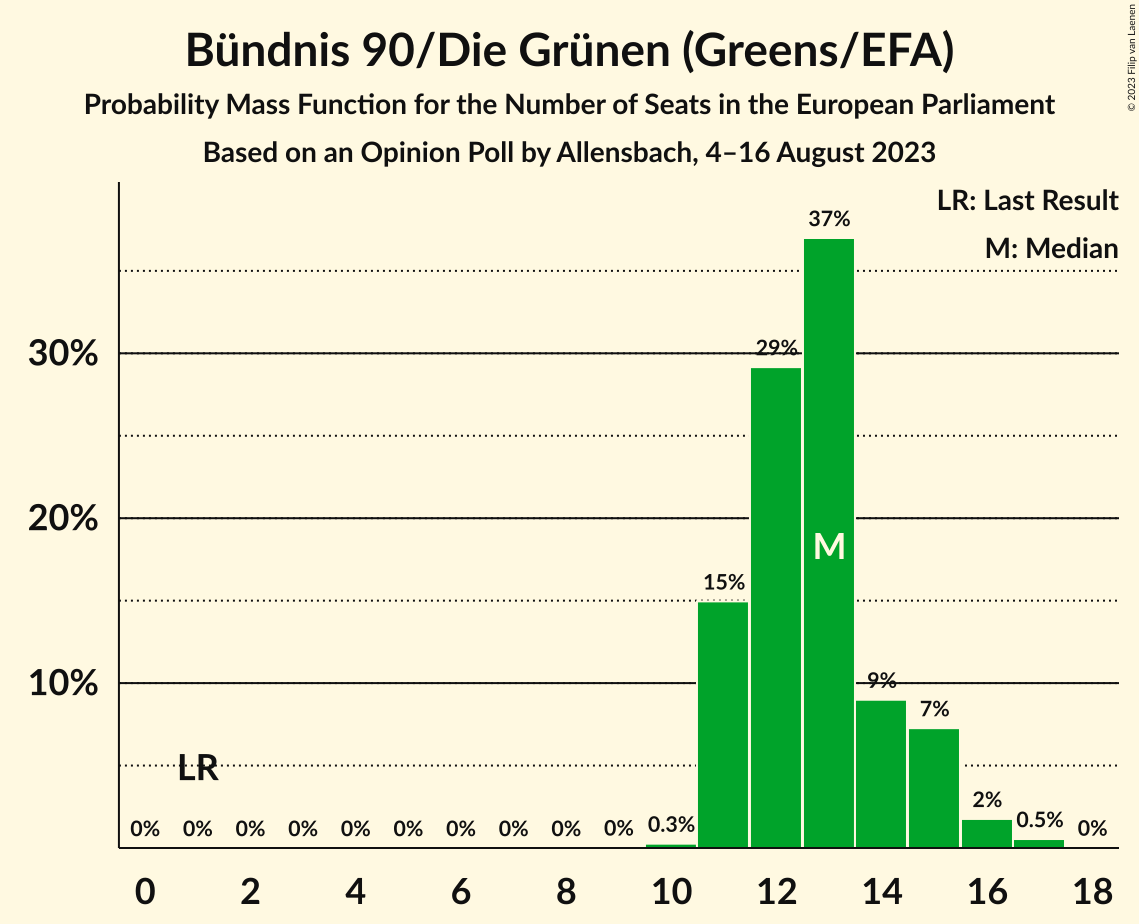 Bündnis 90/Die Grünen (Greens/EFA)
Probability Mass Function for the Number of Seats in the European Parliament
Based on an Opinion Poll by Allensbach, 4–16 August 2023
© 2023 Filip van Laenen
LR: Last Result
M: Median
37%
30%
29%
20%
M
15%
10%
9%
7%
LR
0% 0% 0% 0% 0% 0% 0% 0% 0% 0% 0.3% 2% 0.5% 0%
0 2 4 6 8 10 12 14 16 18